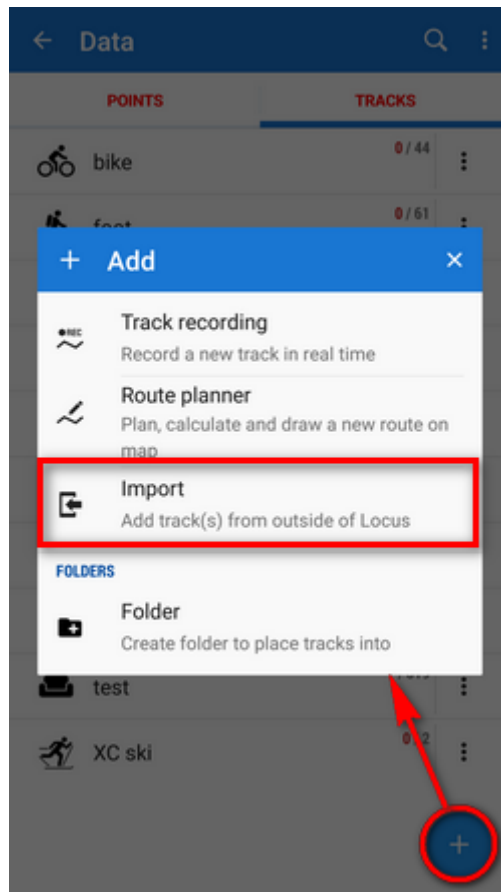 Data
POINTS
TRACKS
bike
0 / 44
foot
0 / 61
Add
Track recording
Record a new track in real time
Route planner
Plan, calculate and draw a new route on
map
Import
Add track(s) from outside of Locus
FOLDERS
Folder
Create folder to place tracks into
test
XC ski
REC